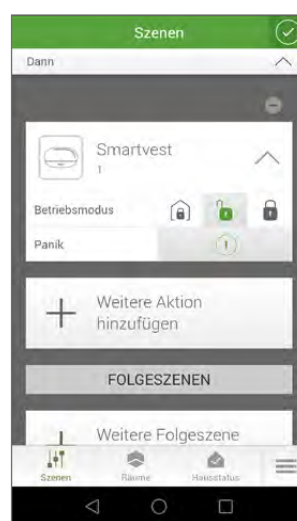 Szenen
Dann
Smartvest
1
Betriebsmodus
Panik
Weitere Aktion
hinzufügen
FOLGESZENEN
Weitere Folgeszene
Szenen Räume Hausstatus